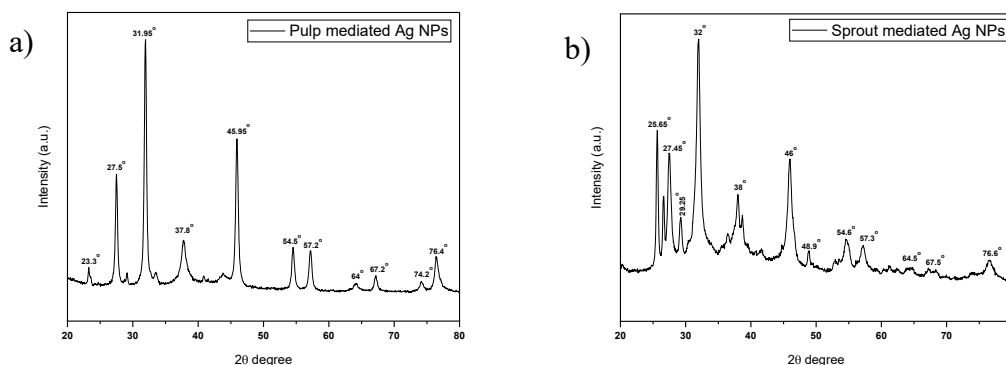 a)
Pulp mediated Ag NPs
31.95°
45.95°
27.5°
37.8°
23.3°
54.5°
57.2°
64°
67.2°
74.2°
76.4°
Intensity (a.u.)
20 30 40 50 60 70 80
2θ degree
b)
Sprout mediated Ag NPs
32°
25.65°
27.45°
29.25°
46°
38°
48.9°
54.6°
57.3°
64.5°
67.5°
76.6°
Intensity (a.u.)
20 30 40 50 60 70
2θ degree